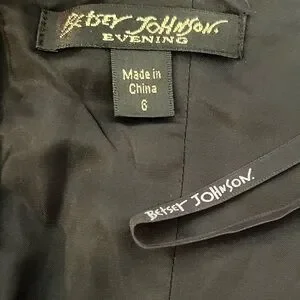 BETSEY JOHNSON.
EVENING
Made in
China
6
BETSEY JOHNSON.